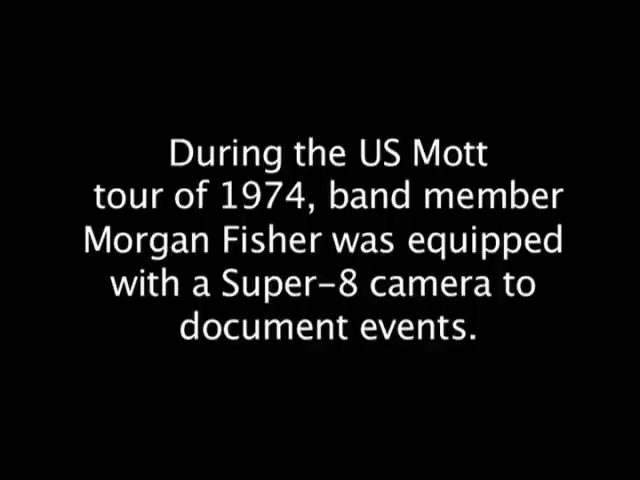 During the US Mott
tour of 1974, band member
Morgan Fisher was equipped
with a Super-8 camera to
document events.